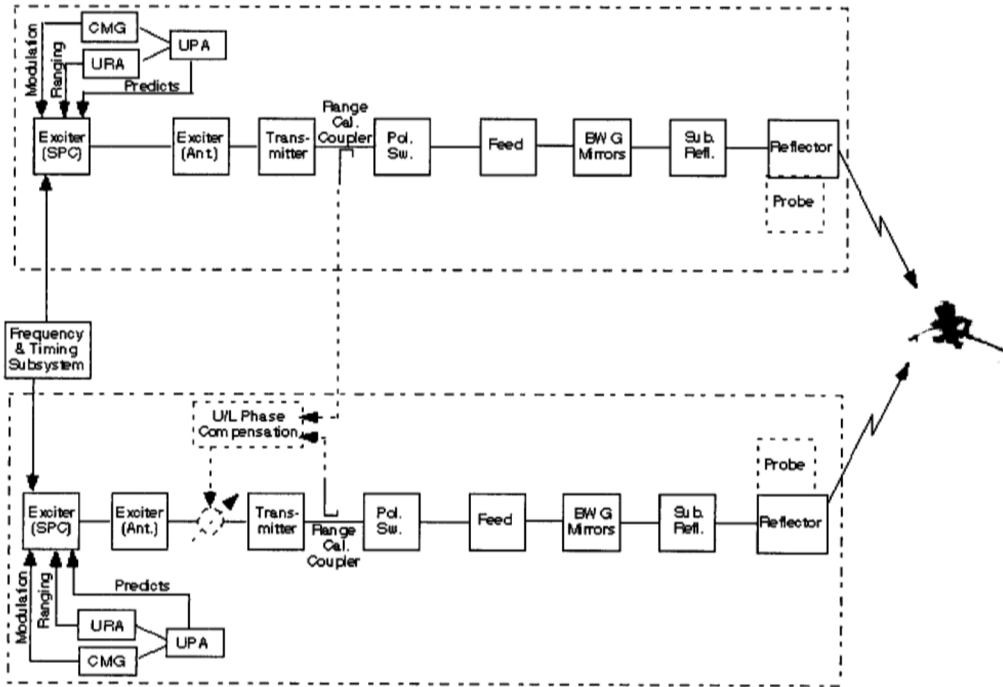 CMG
UPA
URA
Modulation
Ranging
Predicts
Exciter
(SPC)
Exciter
(Ant.)
Trans-
mitter
Range
Cal.
Coupler
Pol.
Sw.
Feed
BWG
Mirrors
Sub.
Refl.
Reflector
Probe
Frequency
& Timing
Subsystem
U/L Phase
Compensation
Probe
Exciter
(SPC)
Exciter
(Ant.)
Trans-
mitter
Range
Cal.
Coupler
Pol.
Sw.
Feed
BWG
Mirrors
Sub.
Refl.
Reflector
Modulation
Ranging
Predicts
URA
UPA
CMG